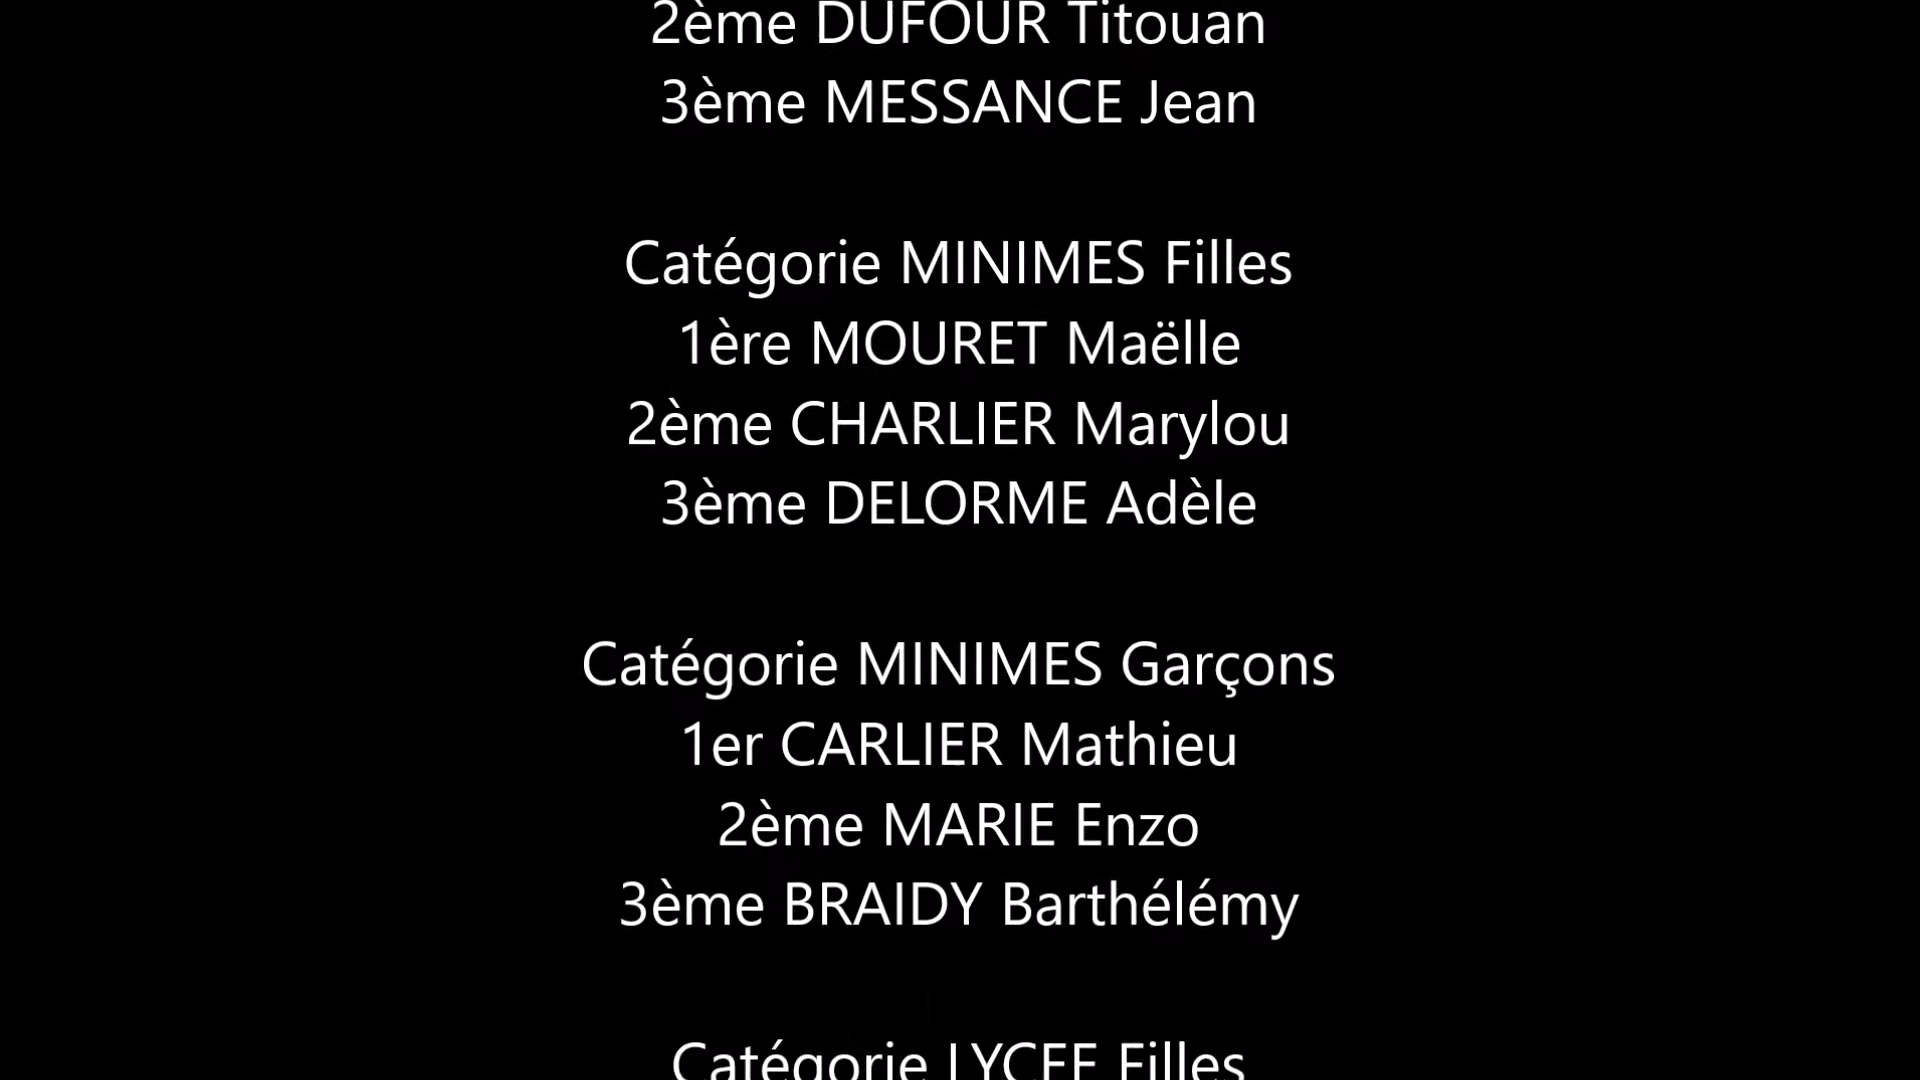 2ème DUFOUR Titouan
3ème MESSANCE Jean
Catégorie MINIMES Filles
1ère MOURET Maëlle
2ème CHARLIER Marylou
3ème DELORME Adèle
Catégorie MINIMES Garçons
1er CARLIER Mathieu
2ème MARIE Enzo
3ème BRAIDY Barthélémy
Catégorie LYCEE Filles